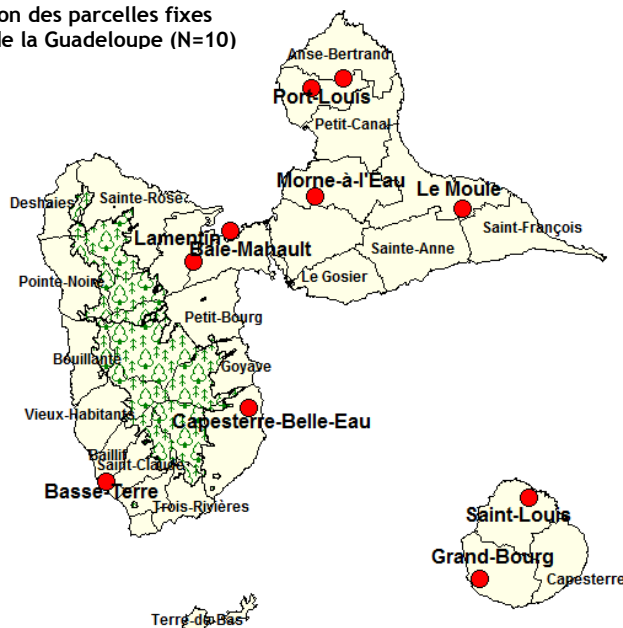 on des parcelles fixes
de la Guadeloupe (N=10)
Anse-Bertrand
Port-Louis
Petit-Canal
Morne-à-l'Eau
Le Moule
Deshaies
Sainte-Rose
Saint-François
Lamentin
Baie-Mahault
Sainte-Anne
Pointe-Noire
Le Gosier
Petit-Bourg
Bouillante
Goyave
Vieux-Habitants
Capesterre-Belle-Eau
Baillif
Saint-Claude
Basse-Terre
Trois-Rivières
Saint-Louis
Grand-Bourg
Capesterre
Terre-de-Bas